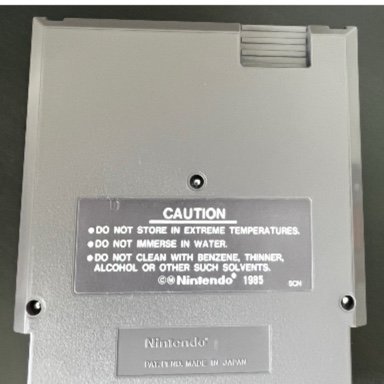 CAUTION
●DO NOT STORE IN EXTREME TEMPERATURES.
●DO NOT IMMERSE IN WATER.
●DO NOT CLEAN WITH BENZENE, THINNER,
ALCOHOL OR OTHER SUCH SOLVENTS.
©Ⓜ Nintendo® 1985 SCN
Nintendo®
PAT. PEND. MADE IN JAPAN